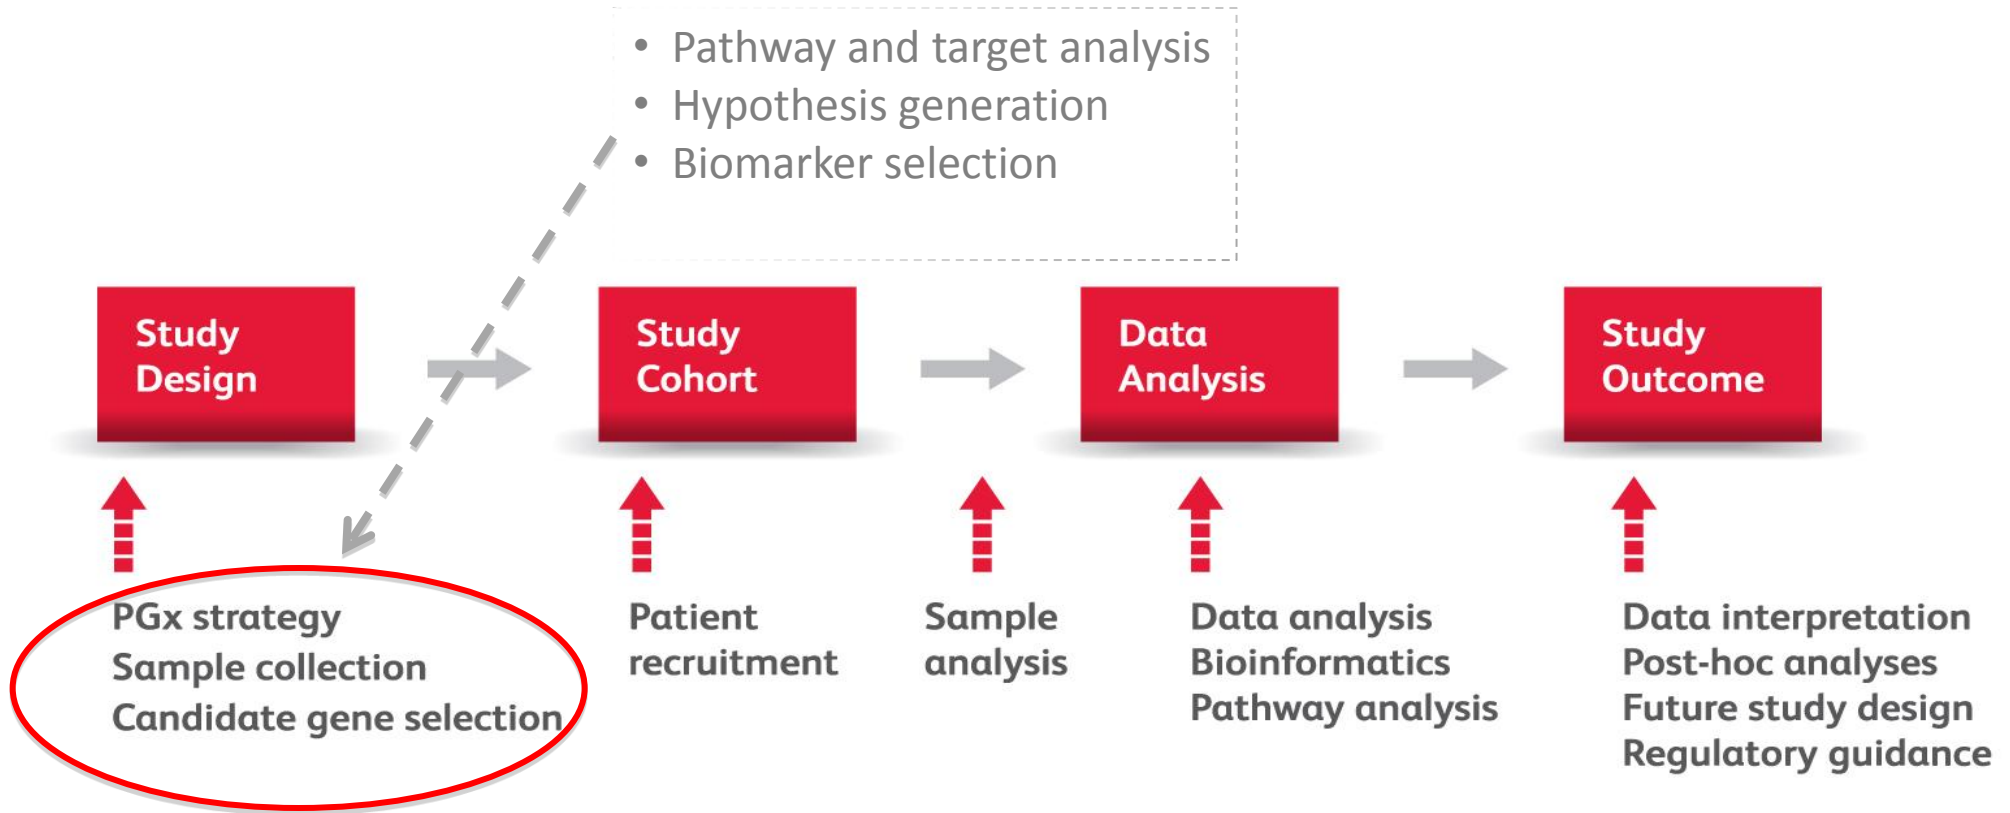 • Pathway and target analysis
• Hypothesis generation
• Biomarker selection
Study
Design
Study
Cohort
Data
Analysis
Study
Outcome
PGx strategy
Sample collection
Candidate gene selection
Patient
recruitment
Sample
analysis
Data analysis
Bioinformatics
Pathway analysis
Data interpretation
Post-hoc analyses
Future study design
Regulatory guidance